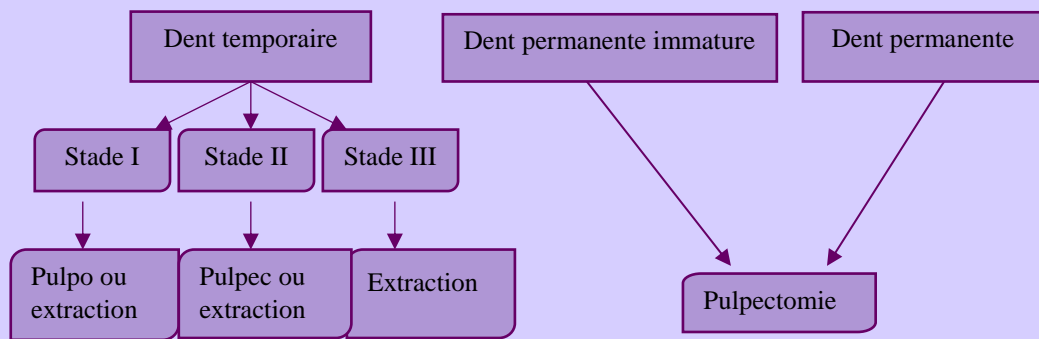 Dent temporaire
Dent permanente immature
Dent permanente
Stade I
Stade II
Stade III
Pulpo ou
extraction
Pulpec ou
extraction
Extraction
Pulpectomie